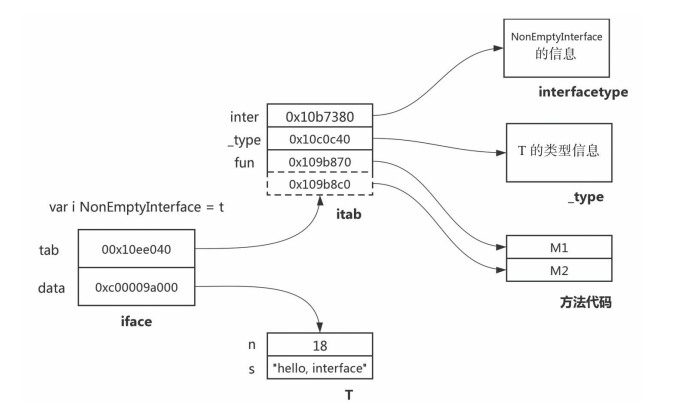 NonEmptyInterface
的信息
interfacetype
inter 0x10b7380
_type 0x10c0c40
fun 0x109b870
0x109b8c0
itab
T 的类型信息
_type
var i NonEmptyInterface = t
tab 00x10ee040
data 0xc00009a000
iface
M1
M2
方法代码
n 18
s "hello, interface"
T